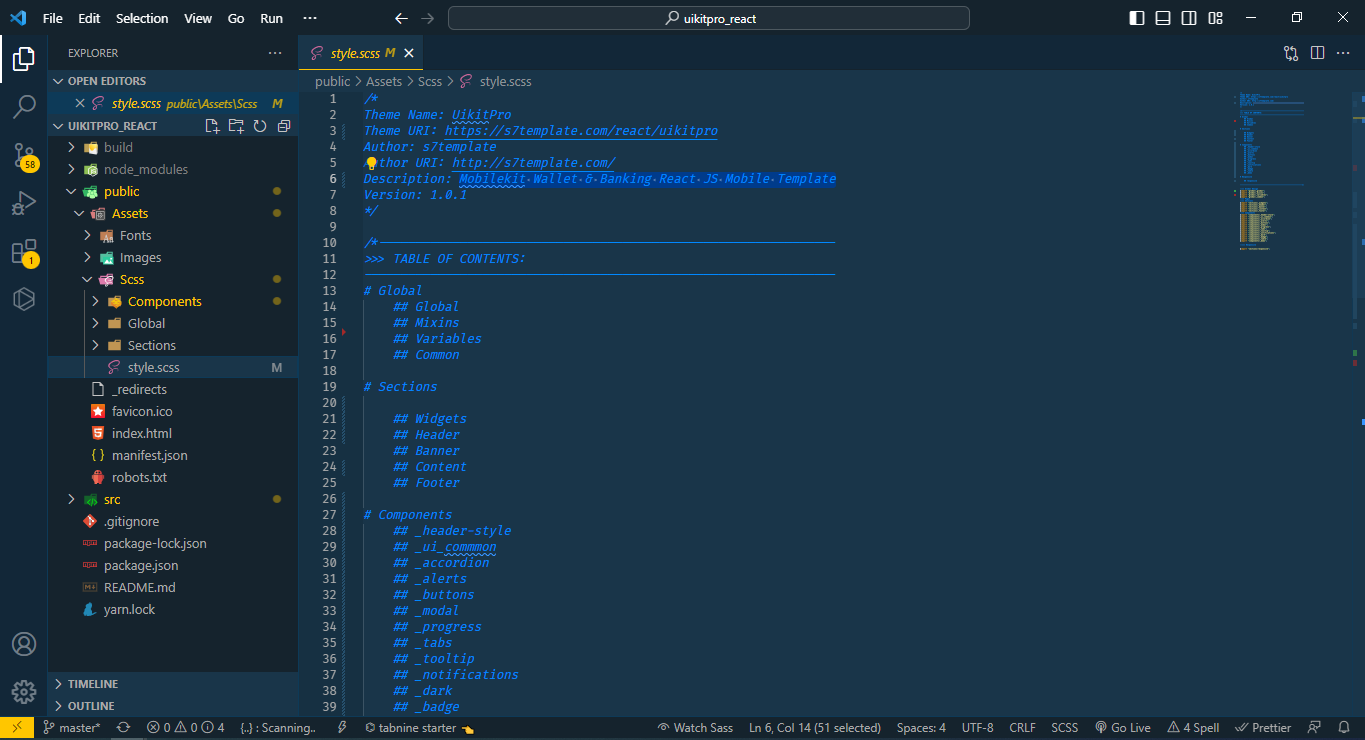 File Edit Selection View Go Run ··· uikitpro_react
EXPLORER ···
OPEN EDITORS
style.scss public\Assets\Scss M
UIKITPRO_REACT
build
node_modules
public
Assets
Fonts
Images
Scss
Components
Global
Sections
style.scss M
_redirects
favicon.ico
index.html
manifest.json
robots.txt
src
.gitignore
package-lock.json
package.json
README.md
yarn.lock
TIMELINE
OUTLINE
58
1
style.scss M
public > Assets > Scss > style.scss
1 /*
2 Theme Name: UikitPro
3 Theme URI: https://s7template.com/react/uikitpro
4 Author: s7template
5 Author URI: http://s7template.com/
6 Description: Mobilekit Wallet & Banking React JS Mobile Template
7 Version: 1.0.1
8 */
9
10 /*--------------------------------------------------------------
11 >>> TABLE OF CONTENTS:
12 ----------------------------------------------------------------
13 # Global
14 ## Global
15 ## Mixins
16 ## Variables
17 ## Common
18
19 # Sections
20
21 ## Widgets
22 ## Header
23 ## Banner
24 ## Content
25 ## Footer
26
27 # Components
28 ## _header-style
29 ## _ui_commmon
30 ## _accordion
31 ## _alerts
32 ## _buttons
33 ## _modal
34 ## _progress
35 ## _tabs
36 ## _tooltip
37 ## _notifications
38 ## _dark
39 ## _badge
master* 0 0 4 {..} : Scanning.. tabnine starter Watch Sass Ln 6, Col 14 (51 selected) Spaces: 4 UTF-8 CRLF SCSS Go Live 4 Spell Prettier